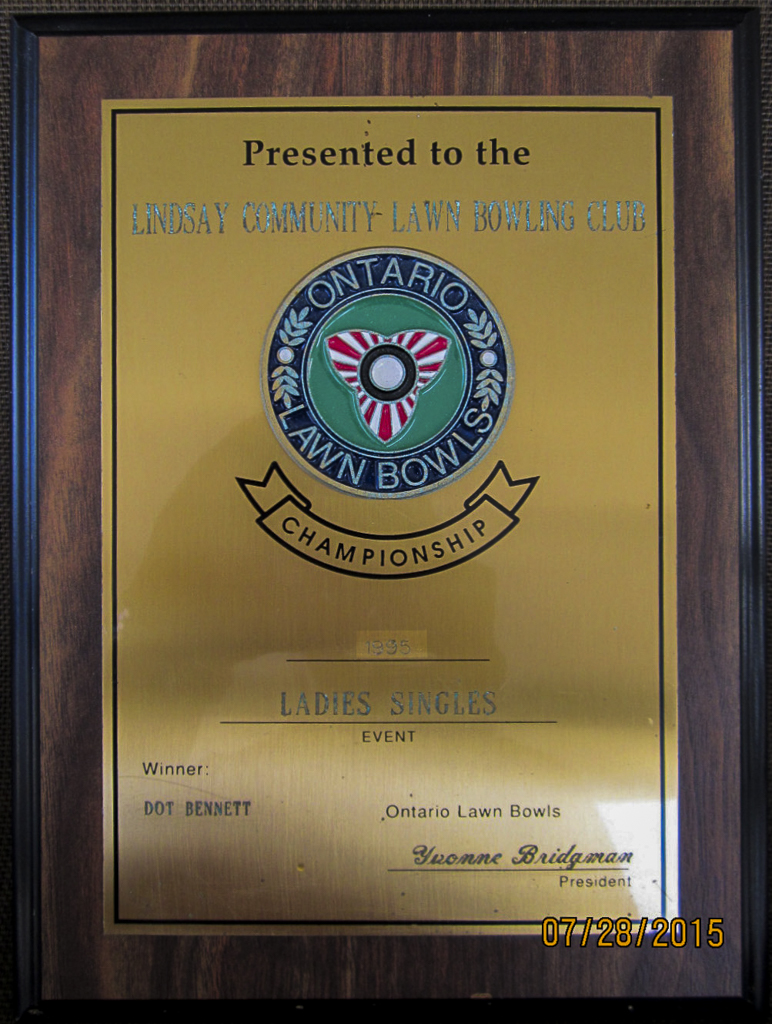 Presented to the
LINDSAY COMMUNITY LAWN BOWLING CLUB
ONTARIO
LAWN BOWLS
CHAMPIONSHIP
1995
LADIES SINGLES
EVENT
Winner:
DOT BENNETT
Ontario Lawn Bowls
Yvonne Bridgman
President
07/28/2015